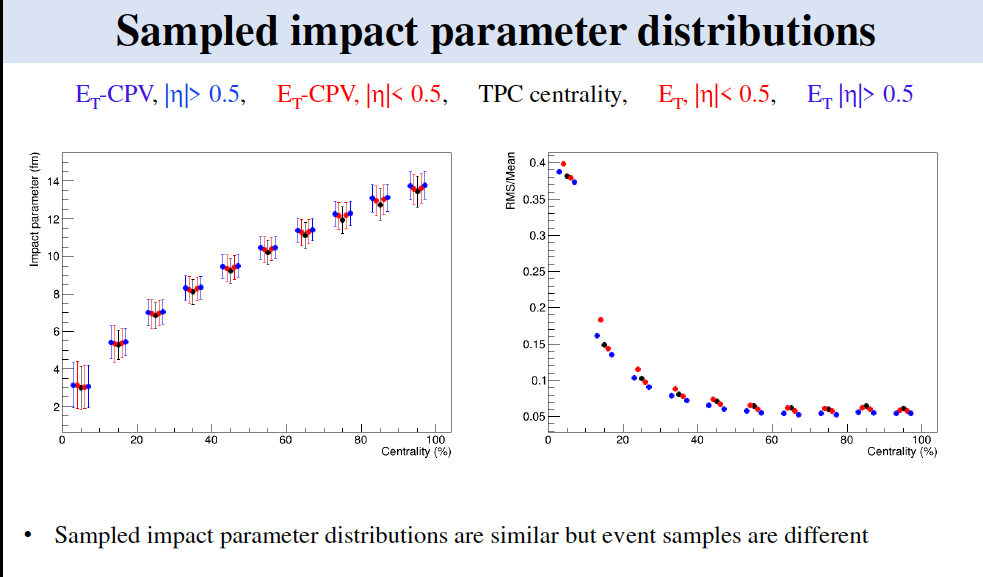 Sampled impact parameter distributions
E_T-CPV, |η|> 0.5, E_T-CPV, |η|< 0.5, TPC centrality, E_T, |η|< 0.5, E_T |η|> 0.5
Impact parameter (fm)
14
12
10
8
6
4
2
0 20 40 60 80 100
Centrality (%)
RMS/Mean
0.4
0.35
0.3
0.25
0.2
0.15
0.1
0.05
0 20 40 60 80 100
Centrality (%)
• Sampled impact parameter distributions are similar but event samples are different